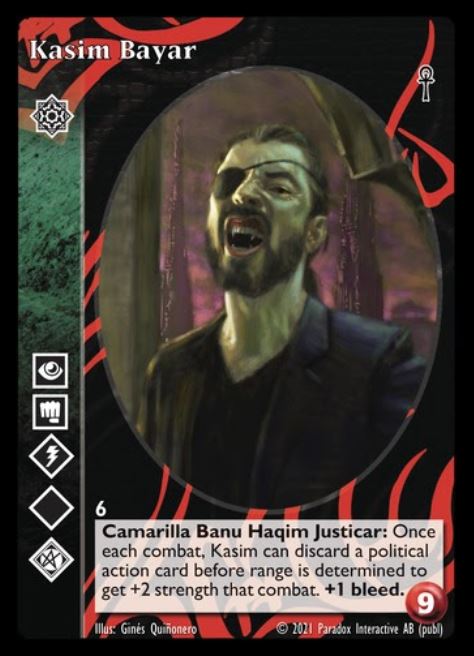 Kasim Bayar
6
Camarilla Banu Haqim Justicar: Once
each combat, Kasim can discard a political
action card before range is determined to
get +2 strength that combat. +1 bleed.
9
Illus: Ginés Quiñonero
© 2021 Paradox Interactive AB (publ)